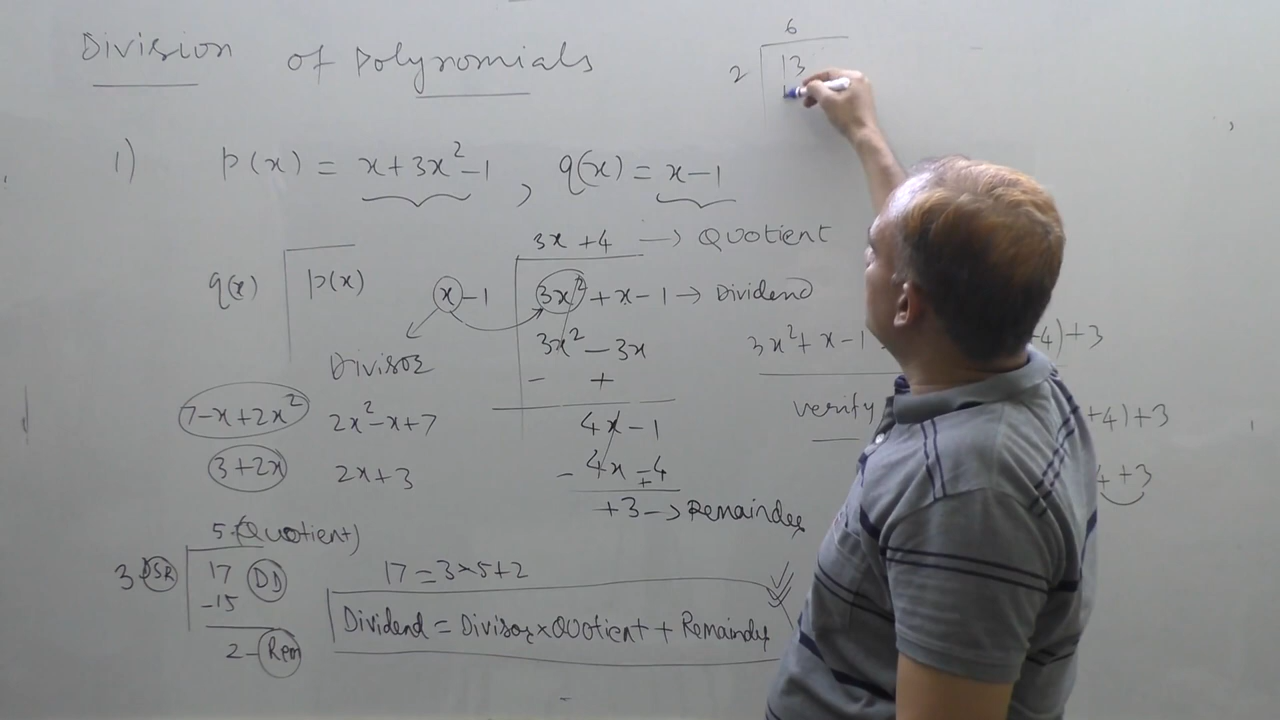 Division of Polynomials
6
2 13
1) p(x) = x+3x²-1 , q(x) = x-1
3x +4 → Quotient
q(x) p(x) x-1 3x² + x - 1 → Dividend
Divisor 3x² - 3x
- +
3x²+ x-1 4)+3
7-x+2x² 2x²-x+7 4x-1
verify +4)+3
3+2x 2x+3 - 4x-4
+
4 +3
+3 → Remainder
5-(Quotient)
3 DSR 17 DD 17 = 3×5+2
-15
Dividend = Divisor×Quotient + Remainder
2-Rem